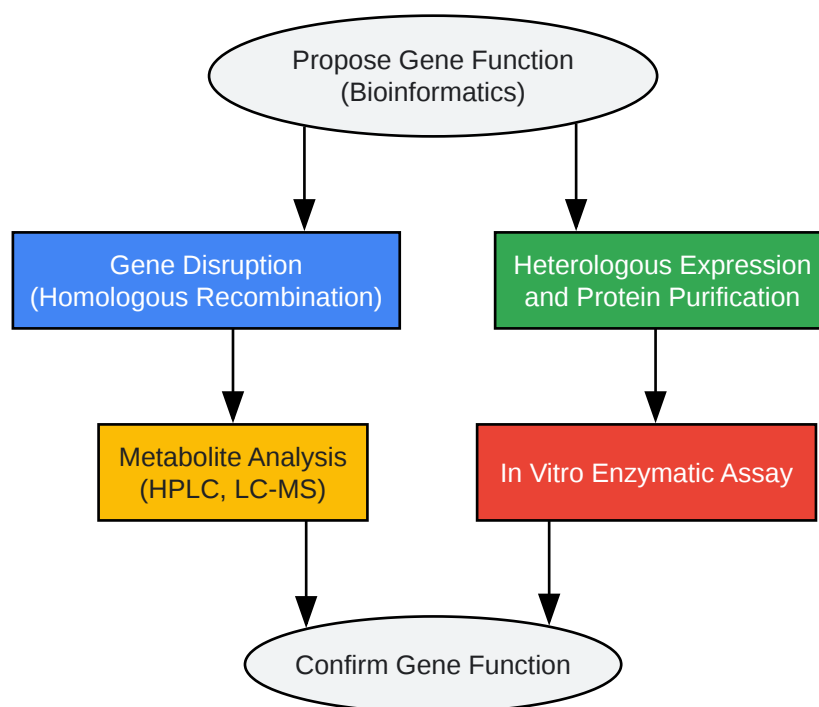 Propose Gene Function
(Bioinformatics)
Gene Disruption
(Homologous Recombination)
Heterologous Expression
and Protein Purification
Metabolite Analysis
(HPLC, LC-MS)
In Vitro Enzymatic Assay
Confirm Gene Function